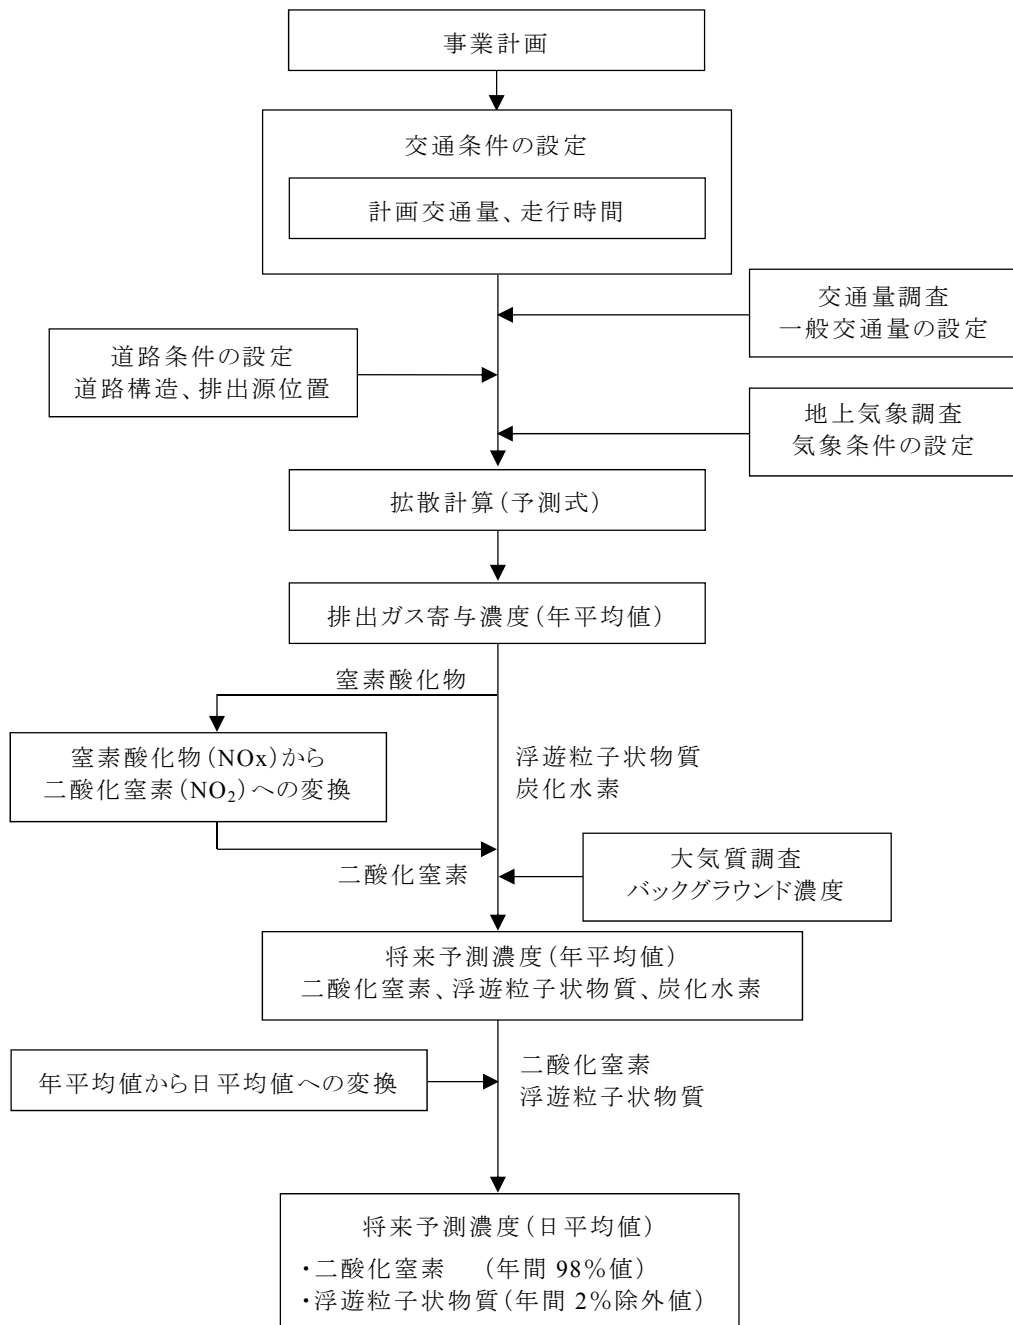 事業計画
交通条件の設定
計画交通量、走行時間
交通量調査
一般交通量の設定
道路条件の設定
道路構造、排出源位置
地上気象調査
気象条件の設定
拡散計算(予測式)
排出ガス寄与濃度(年平均値)
窒素酸化物
窒素酸化物(NOx)から
二酸化窒素(NO₂)への変換
浮遊粒子状物質
炭化水素
二酸化窒素
大気質調査
バックグラウンド濃度
将来予測濃度(年平均値)
二酸化窒素、浮遊粒子状物質、炭化水素
年平均値から日平均値への変換
二酸化窒素
浮遊粒子状物質
将来予測濃度(日平均値)
・二酸化窒素　(年間 98%値)
・浮遊粒子状物質(年間 2%除外値)